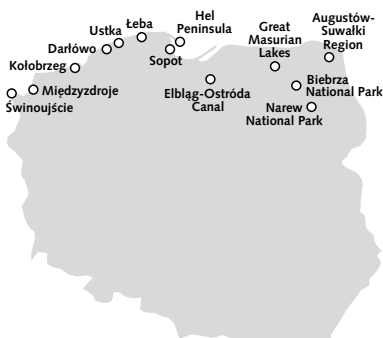 Augustów-
Suwałki
Region
Great
Masurian
Lakes
Hel
Peninsula
Łeba
Ustka
Darłówo
Sopot
Kołobrzeg
Biebrza
National Park
Międzyzdroje
Elbląg-Ostróda
Canal
Świnoujście
Narew
National Park